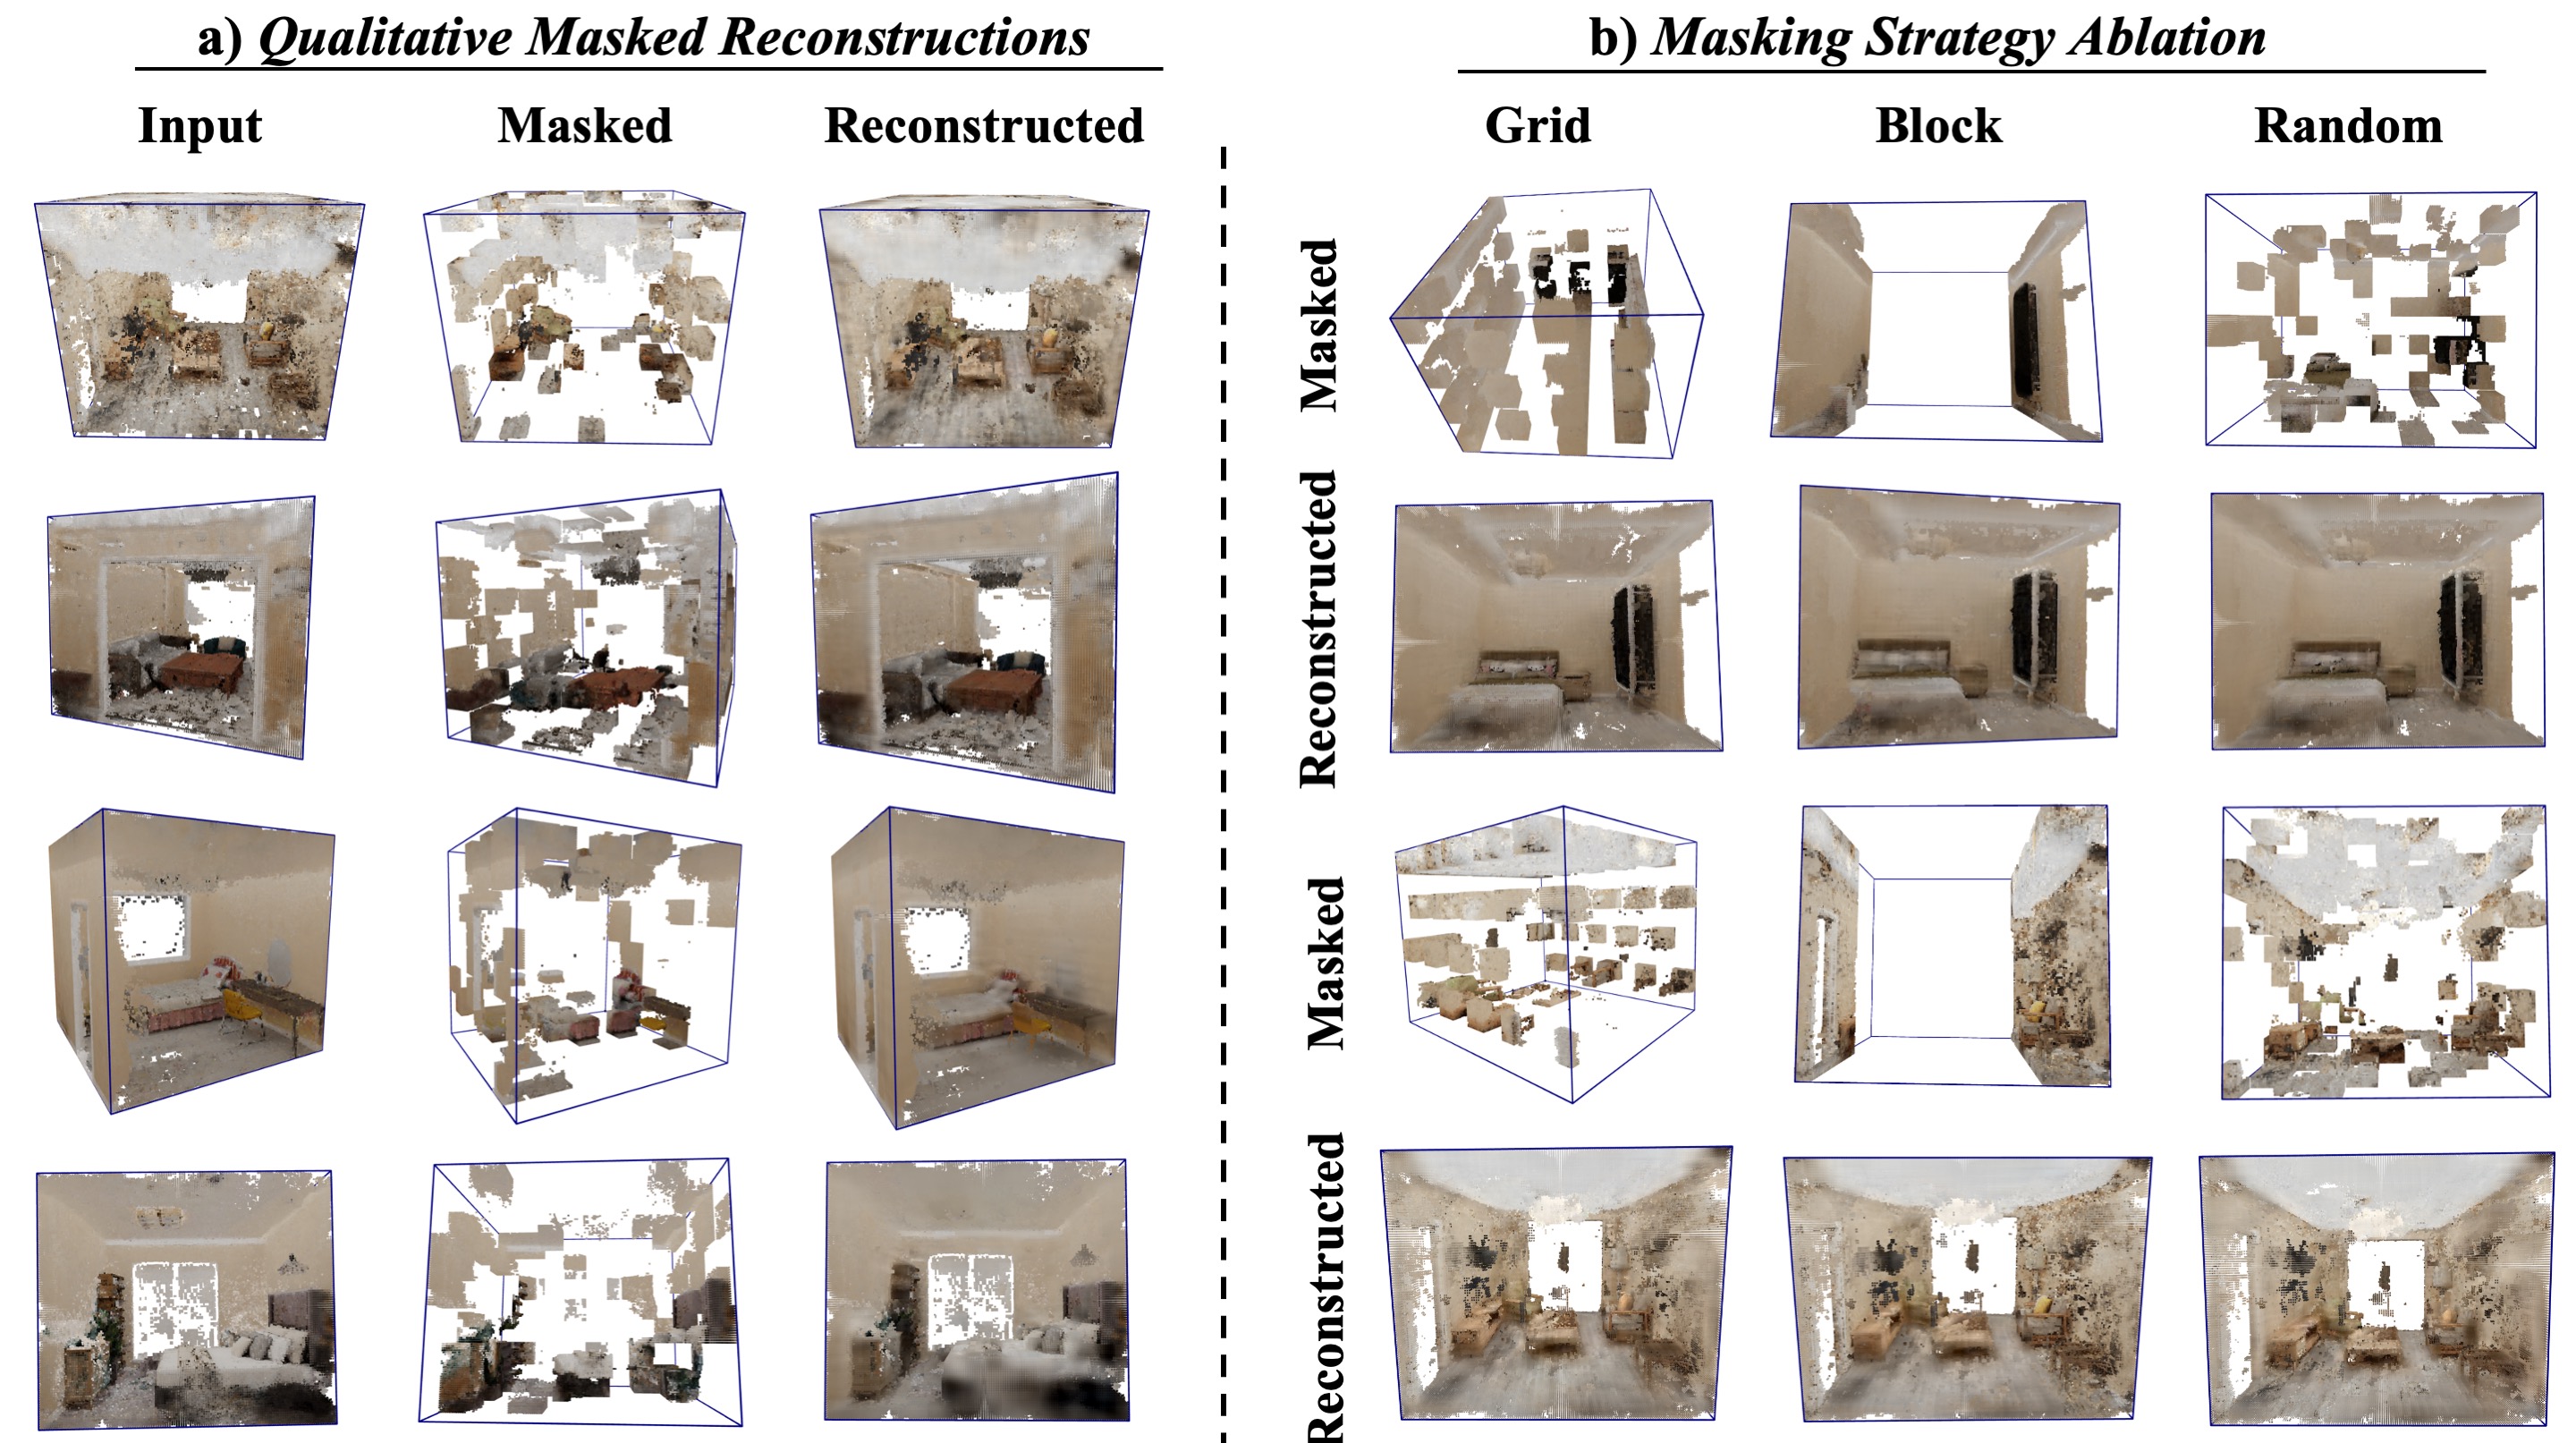 a) Qualitative Masked Reconstructions
Input Masked Reconstructed
b) Masking Strategy Ablation
Grid Block Random
Masked
Reconstructed
Masked
Reconstructed